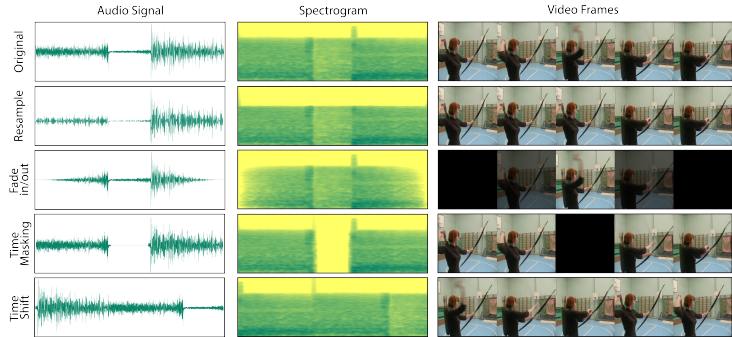 Audio Signal
Spectrogram
Video Frames
Original
Resample
Fade
in/out
Time
Masking
Time
Shift